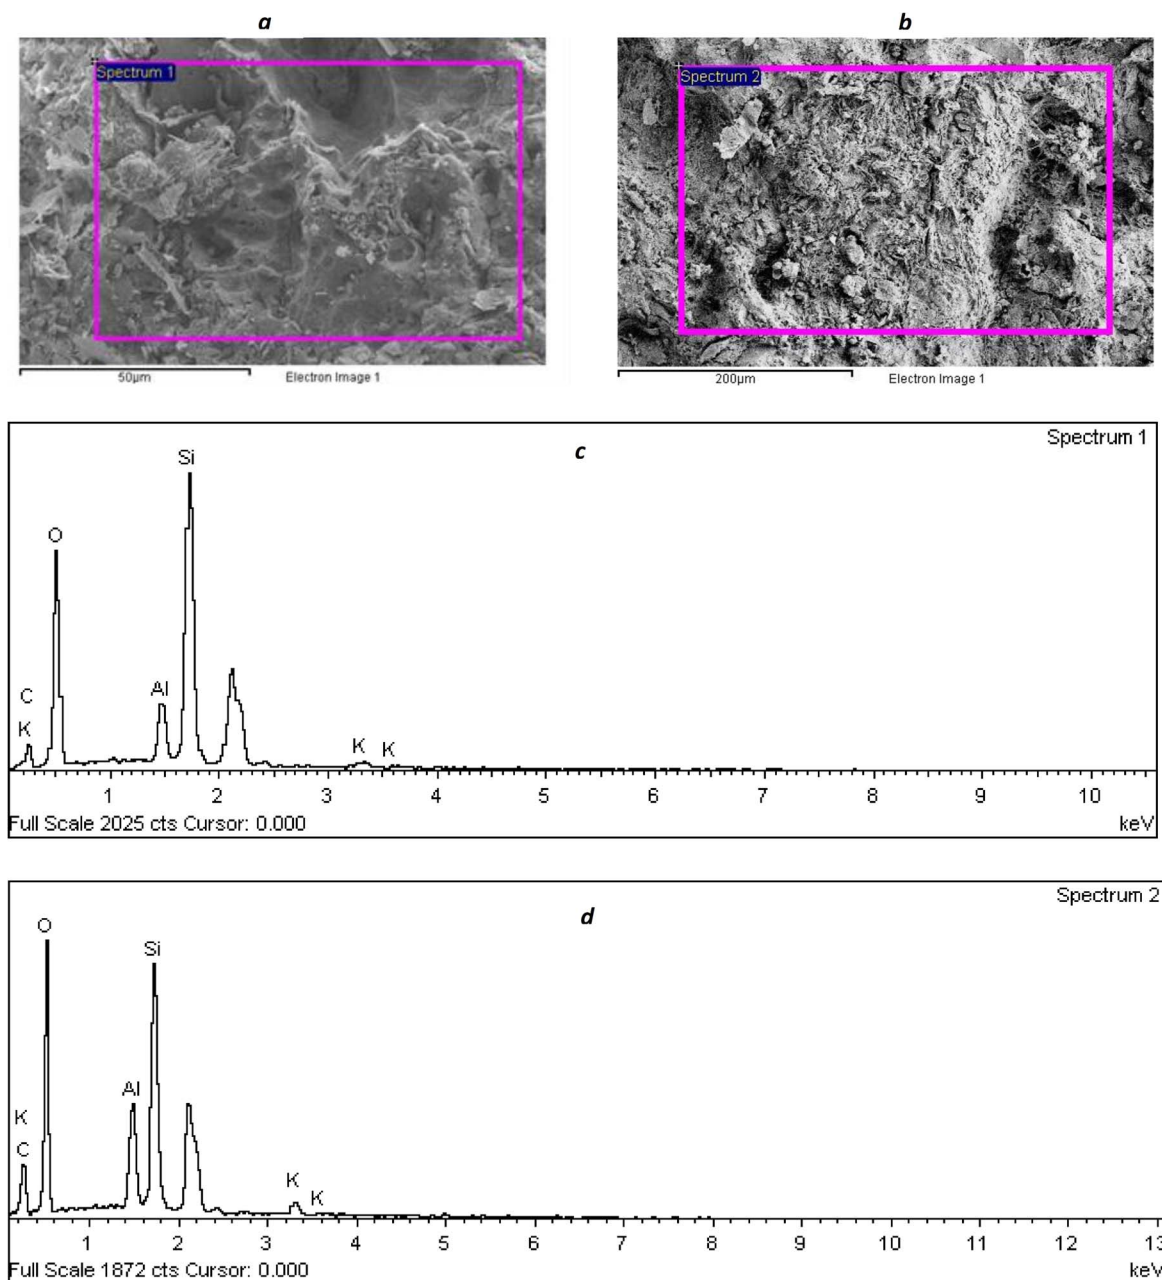 a
b
Spectrum 1
Spectrum 2
50µm
Electron Image 1
200µm
Electron Image 1
Spectrum 1
c
Si
O
C
Al
K
K
K
1 2 3 4 5 6 7 8 9 10
Full Scale 2025 cts Cursor: 0.000
keV
Spectrum 2
d
O
Si
Al
K
C
K
K
1 2 3 4 5 6 7 8 9 10 11 12 13
Full Scale 1872 cts Cursor: 0.000
keV